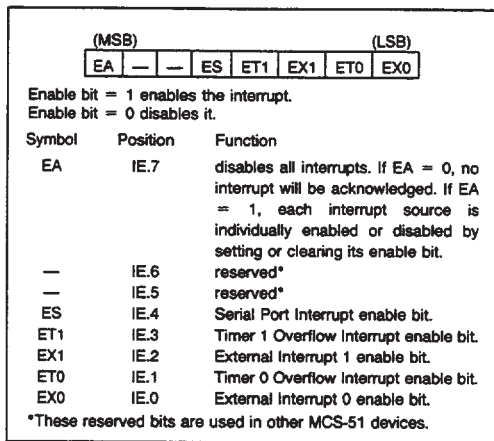 (MSB) (LSB)
EA — — ES ET1 EX1 ET0 EX0
Enable bit = 1 enables the interrupt.
Enable bit = 0 disables it.
Symbol Position Function
EA IE.7 disables all interrupts. If EA = 0, no
interrupt will be acknowledged. If EA
= 1, each interrupt source is
individually enabled or disabled by
setting or clearing its enable bit.
— IE.6 reserved*
— IE.5 reserved*
ES IE.4 Serial Port Interrupt enable bit.
ET1 IE.3 Timer 1 Overflow Interrupt enable bit.
EX1 IE.2 External Interrupt 1 enable bit.
ET0 IE.1 Timer 0 Overflow Interrupt enable bit.
EX0 IE.0 External Interrupt 0 enable bit.
*These reserved bits are used in other MCS-51 devices.